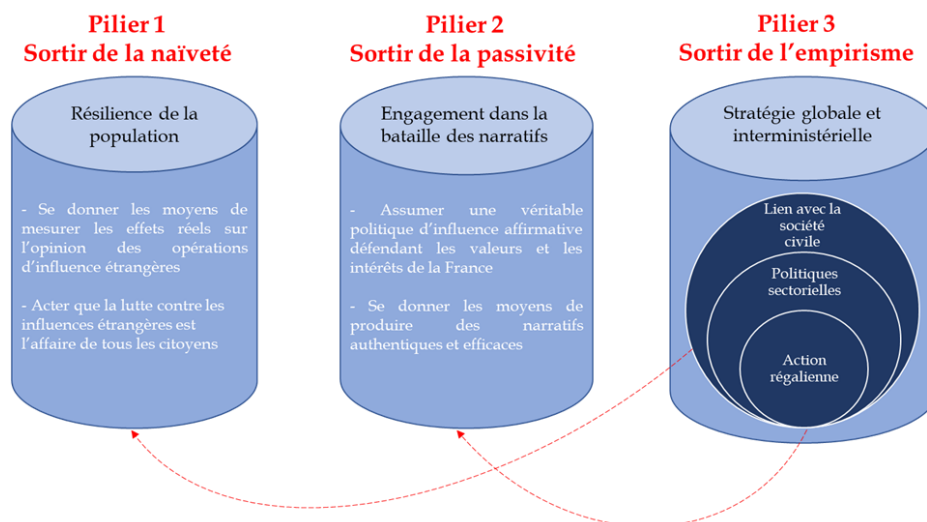 Pilier 1
Sortir de la naïveté
Résilience de la
population
- Se donner les moyens de
mesurer les effets réels sur
l'opinion des opérations
d'influence étrangères
- Acter que la lutte contre les
influences étrangères est
l'affaire de tous les citoyens
Pilier 2
Sortir de la passivité
Engagement dans la
bataille des narratifs
- Assumer une véritable
politique d'influence affirmative
défendant les valeurs et les
intérêts de la France
- Se donner les moyens de
produire des narratifs
authentiques et efficaces
Pilier 3
Sortir de l'empirisme
Stratégie globale et
interministérielle
Lien avec la
société
civile
Politiques
sectorielles
Action
régalienne